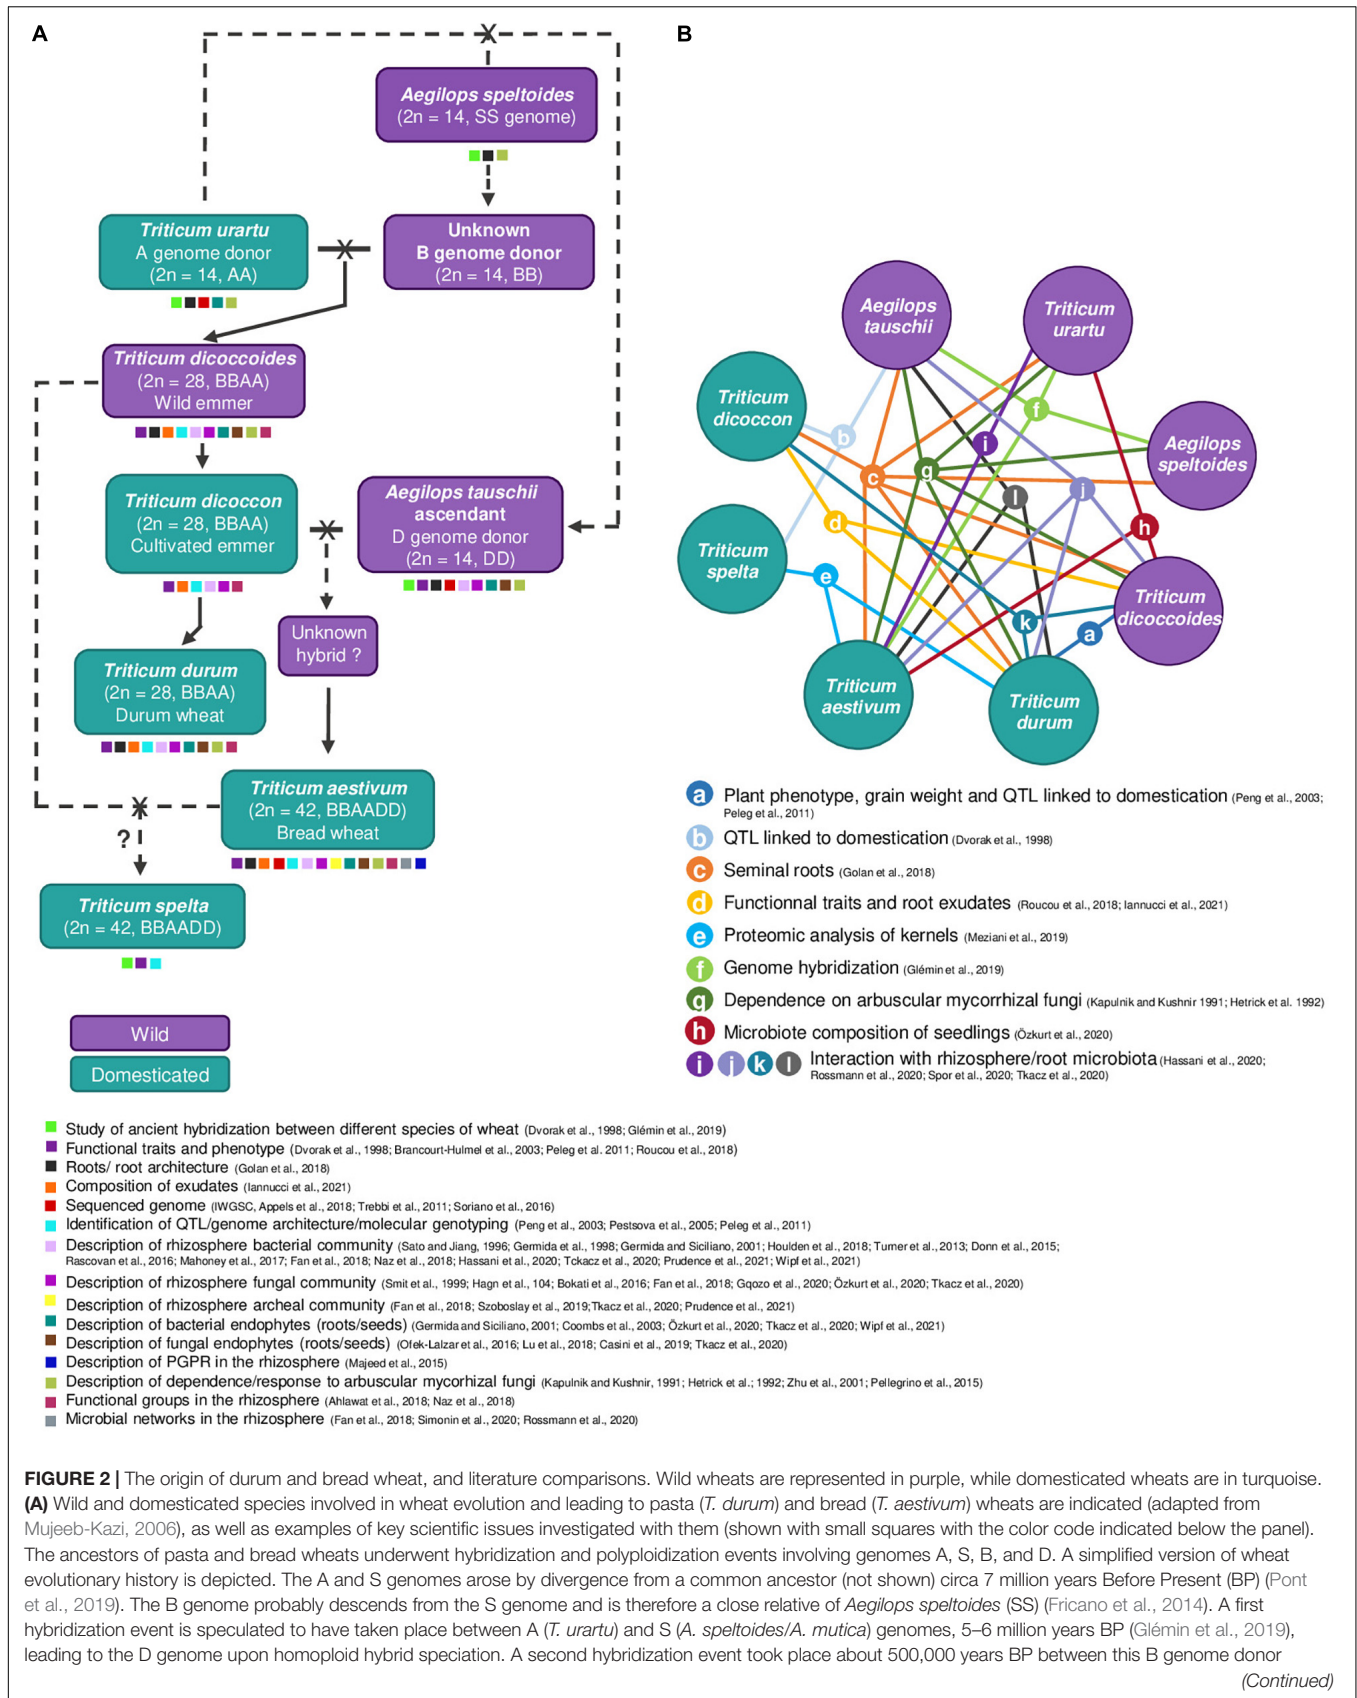 A
Aegilops speltoides
(2n = 14, SS genome)
Triticum urartu
A genome donor
(2n = 14, AA)
X
X
Unknown
B genome donor
(2n = 14, BB)
Triticum dicoccoides
(2n = 28, BBAA)
Wild emmer
Triticum dicoccon
(2n = 28, BBAA)
Cultivated emmer
X
Aegilops tauschii
ascendant
D genome donor
(2n = 14, DD)
Unknown
hybrid ?
Triticum durum
(2n = 28, BBAA)
Durum wheat
Triticum aestivum
(2n = 42, BBAADD)
Bread wheat
X
?
Triticum spelta
(2n = 42, BBAADD)
Wild
Domesticated
B
Aegilops
tauschii
Triticum
urartu
Triticum
dicoccon
Aegilops
speltoides
Triticum
spelta
Triticum
dicoccoides
Triticum
aestivum
Triticum
durum
f
b
i
g
c
j
l
d
h
e
k
a
a Plant phenotype, grain weight and QTL linked to domestication (Peng et al., 2003;
Peleg et al., 2011)
b QTL linked to domestication (Dvorak et al., 1998)
c Seminal roots (Golan et al., 2018)
d Functionnal traits and root exudates (Roucou et al., 2018; Iannucci et al., 2021)
e Proteomic analysis of kernels (Meziani et al., 2019)
f Genome hybridization (Glémin et al., 2019)
g Dependence on arbuscular mycorrhizal fungi (Kapulnik and Kushnir 1991; Hetrick et al. 1992)
h Microbiote composition of seedlings (Özkurt et al., 2020)
i j k l Interaction with rhizosphere/root microbiota (Hassani et al., 2020;
Rossmann et al., 2020; Spor et al., 2020; Tkacz et al., 2020)
Study of ancient hybridization between different species of wheat (Dvorak et al., 1998; Glémin et al., 2019)
Functional traits and phenotype (Dvorak et al., 1998; Brancourt-Hulmel et al., 2003; Peleg et al. 2011; Roucou et al., 2018)
Roots/ root architecture (Golan et al., 2018)
Composition of exudates (Iannucci et al., 2021)
Sequenced genome (IWGSC, Appels et al., 2018; Trebbi et al., 2011; Soriano et al., 2016)
Identification of QTL/genome architecture/molecular genotyping (Peng et al., 2003; Pestsova et al., 2005; Peleg et al., 2011)
Description of rhizosphere bacterial community (Sato and Jiang, 1996; Germida et al., 1998; Germida and Siciliano, 2001; Houlden et al., 2018; Turner et al., 2013; Donn et al., 2015;
Rascovan et al., 2016; Mahoney et al., 2017; Fan et al., 2018; Naz et al., 2018; Hassani et al., 2020; Tckacz et al., 2020; Prudence et al., 2021; Wipf et al., 2021)
Description of rhizosphere fungal community (Smit et al., 1999; Hagn et al., 104; Bokati et al., 2016; Fan et al., 2018; Gqozo et al., 2020; Özkurt et al., 2020; Tkacz et al., 2020)
Description of rhizosphere archeal community (Fan et al., 2018; Szoboslay et al., 2019;Tkacz et al., 2020; Prudence et al., 2021)
Description of bacterial endophytes (roots/seeds) (Germida and Siciliano, 2001; Coombs et al., 2003; Özkurt et al., 2020; Tkacz et al., 2020; Wipf et al., 2021)
Description of fungal endophytes (roots/seeds) (Ofek-Lalzar et al., 2016; Lu et al., 2018; Casini et al., 2019; Tkacz et al., 2020)
Description of PGPR in the rhizosphere (Majeed et al., 2015)
Description of dependence/response to arbuscular mycorhizal fungi (Kapulnik and Kushnir, 1991; Hetrick et al.; 1992; Zhu et al., 2001; Pellegrino et al., 2015)
Functional groups in the rhizosphere (Ahlawat et al., 2018; Naz et al., 2018)
Microbial networks in the rhizosphere (Fan et al., 2018; Simonin et al., 2020; Rossmann et al., 2020)
FIGURE 2 | The origin of durum and bread wheat, and literature comparisons. Wild wheats are represented in purple, while domesticated wheats are in turquoise.
(A) Wild and domesticated species involved in wheat evolution and leading to pasta (T. durum) and bread (T. aestivum) wheats are indicated (adapted from
Mujeeb-Kazi, 2006), as well as examples of key scientific issues investigated with them (shown with small squares with the color code indicated below the panel).
The ancestors of pasta and bread wheats underwent hybridization and polyploidization events involving genomes A, S, B, and D. A simplified version of wheat
evolutionary history is depicted. The A and S genomes arose by divergence from a common ancestor (not shown) circa 7 million years Before Present (BP) (Pont
et al., 2019). The B genome probably descends from the S genome and is therefore a close relative of Aegilops speltoides (SS) (Fricano et al., 2014). A first
hybridization event is speculated to have taken place between A (T. urartu) and S (A. speltoides/A. mutica) genomes, 5–6 million years BP (Glémin et al., 2019),
leading to the D genome upon homoploid hybrid speciation. A second hybridization event took place about 500,000 years BP between this B genome donor
(Continued)